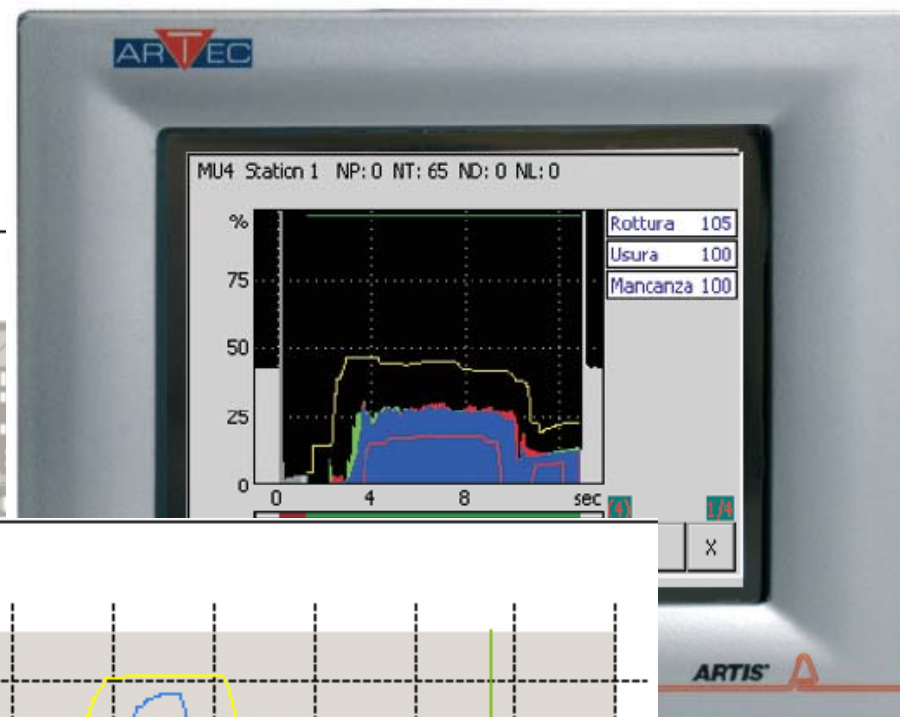 ARTEC
MU4 Station 1 NP: 0 NT: 65 ND: 0 NL: 0
%
75
50
25
0
0 4 8 sec
Rottura 105
Usura 100
Mancanza 100
(4) 1/4
X
ARTIS